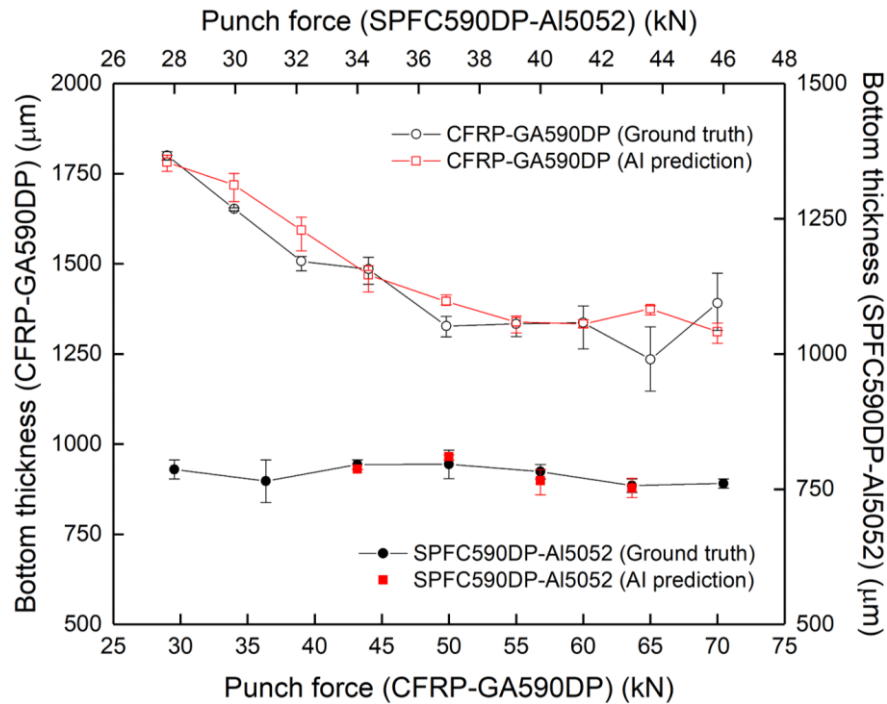 Punch force (SPFC590DP-Al5052) (kN)
26 28 30 32 34 36 38 40 42 44 46 48
2000
1750
1500
1250
1000
750
500
Bottom thickness (CFRP-GA590DP) (μm)
CFRP-GA590DP (Ground truth)
CFRP-GA590DP (AI prediction)
SPFC590DP-Al5052 (Ground truth)
SPFC590DP-Al5052 (AI prediction)
1500
1250
1000
750
500
Bottom thickness (SPFC590DP-Al5052) (μm)
25 30 35 40 45 50 55 60 65 70 75
Punch force (CFRP-GA590DP) (kN)